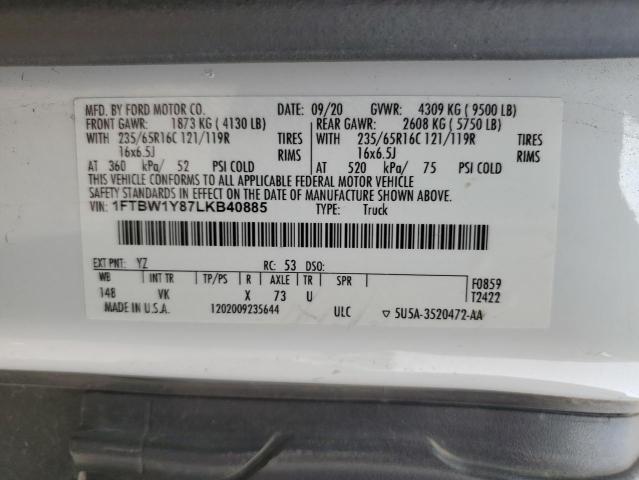 MFD. BY FORD MOTOR CO. DATE: 09/20 GVWR: 4309 KG ( 9500 LB)
FRONT GAWR: 1873 KG ( 4130 LB) REAR GAWR: 2608 KG ( 5750 LB)
WITH 235/65R16C 121/119R TIRES WITH 235/65R16C 121/119R TIRES
16x6.5J RIMS 16x6.5J RIMS
AT 360 kPa/ 52 PSI COLD AT 520 kPa/ 75 PSI COLD
THIS VEHICLE CONFORMS TO ALL APPLICABLE FEDERAL MOTOR VEHICLE
SAFETY STANDARDS IN EFFECT ON THE DATE OF MANUFACTURE SHOWN ABOVE.
VIN: 1FTBW1Y87LKB40885 TYPE: Truck
EXT PNT: YZ RC: 53 DSO:
WB INT TR TP/PS R AXLE TR SPR F0859
148 VK X 73 U T2422
MADE IN U.S.A. 1202009235644 ULC ▽ 5U5A-3520472-AA